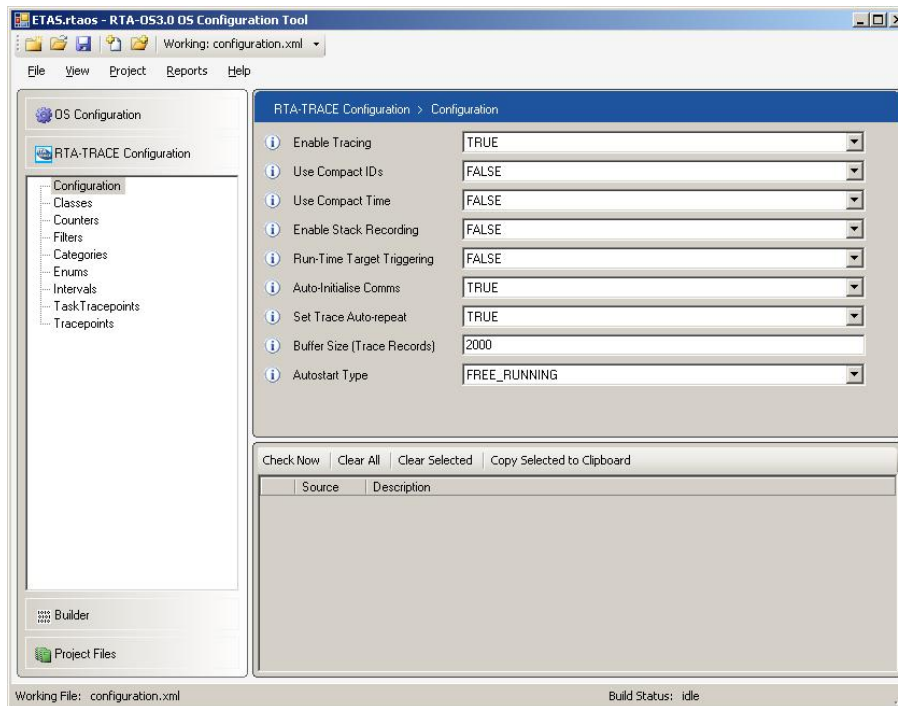 ETAS.rtaos - RTA-OS3.0 OS Configuration Tool
Working: configuration.xml
File View Project Reports Help
OS Configuration
RTA-TRACE Configuration
Configuration
Classes
Counters
Filters
Categories
Enums
Intervals
TaskTracepoints
Tracepoints
Builder
Project Files
RTA-TRACE Configuration > Configuration
Enable Tracing TRUE
Use Compact IDs FALSE
Use Compact Time FALSE
Enable Stack Recording FALSE
Run-Time Target Triggering FALSE
Auto-Initialise Comms TRUE
Set Trace Auto-repeat TRUE
Buffer Size (Trace Records) 2000
Autostart Type FREE_RUNNING
Check Now Clear All Clear Selected Copy Selected to Clipboard
Source Description
Working File: configuration.xml Build Status: idle